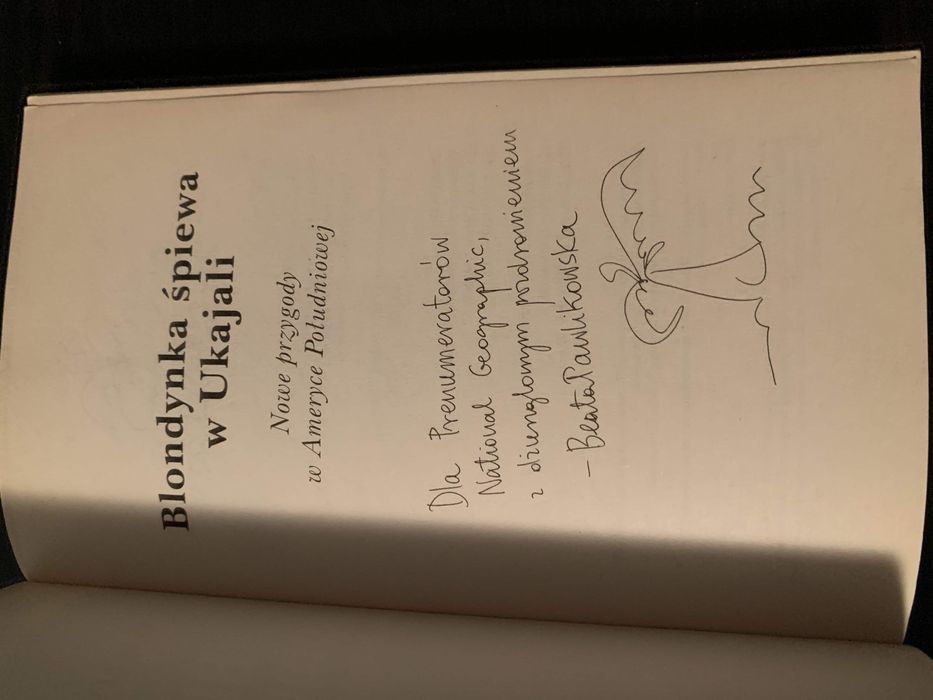 Blondynka śpiewa
w Ukajali
Nowe przygody
w Ameryce Południowej
Dla Prenumeratorów
National Geographic,
z dżunglowym pozdrowieniem
– Beata Pawlikowska